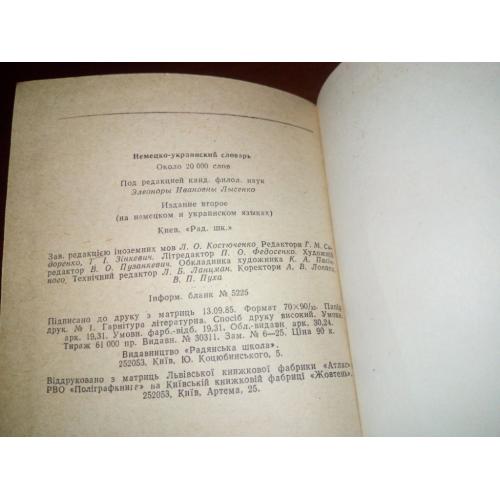 Немецко-украинский словарь
Около 20 000 слов
Под редакцией канд. филол. наук
Элеоноры Ивановны Лысенко
Издание второе
(на немецком и украинском языках)
Киев, «Рад. шк.»
Зав. редакцією іноземних мов Л. О. Костюченко. Редактори Г. М. Си-
доренко, Т. І. Зінкевич. Літредактор П. О. Федосенко. Художній
редактор В. О. Пузанкевич. Обкладинка художника К. А.
вого. Технічний редактор Л. Б. Ланцман. Коректори А. В.
В. П. Пуха
Інформ. бланк № 5225
Підписано до друку з матриць 13.09.85. Формат 70×90/32. Папір
друк. № 1. Гарнітура літературна. Спосіб друку високий. Умовн.
арк. 19,31. Умовн. фарб.-відб. 19,31. Обл.-видавн. арк. 30,24.
Тираж 61 000 пр. Видавн. № 30311. Зам. № 6—25. Ціна 90 к.
Видавництво «Радянська школа».
252053, Київ, Ю. Коцюбинського, 5.
Віддруковано з матриць Львівської книжкової фабрики «Атлас»
РВО «Поліграфкниге» на Київській книжковій фабриці «Жовтень».
252053, Київ, Артема, 25.